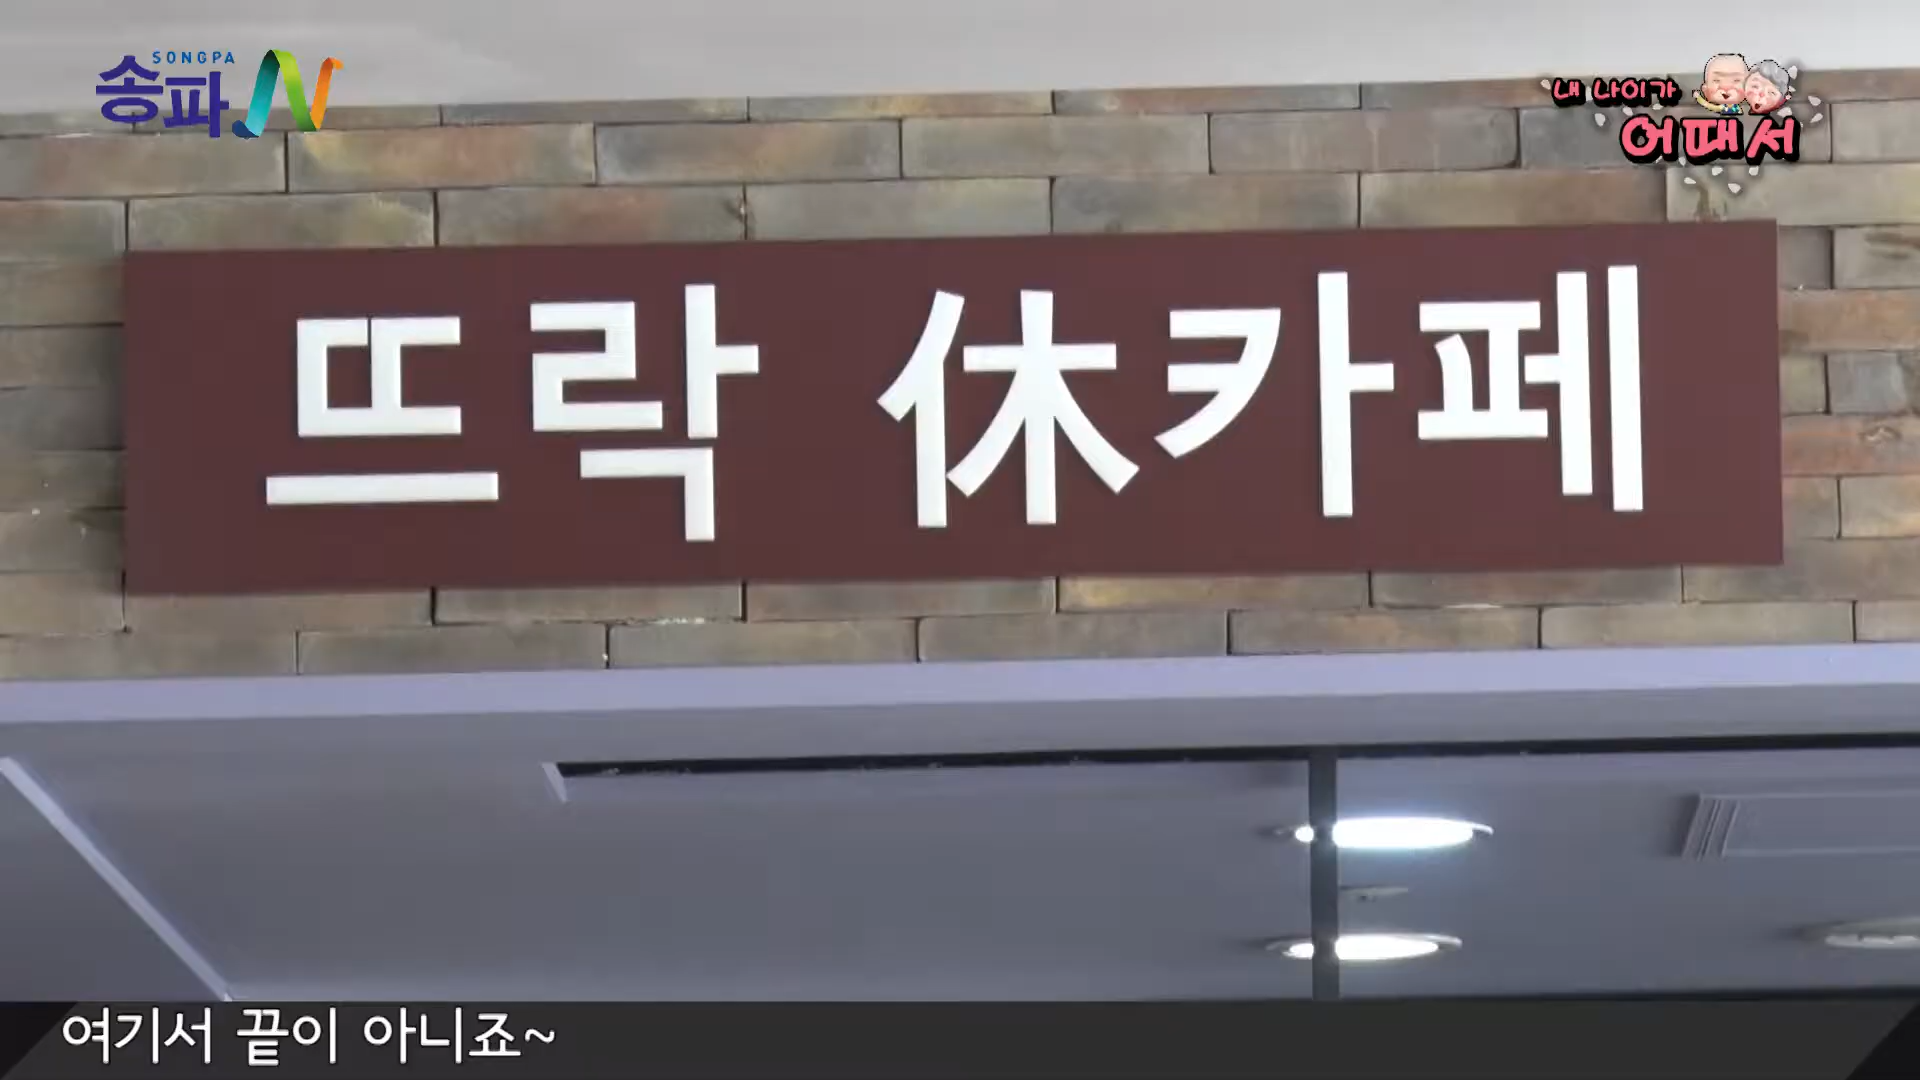 SONGPA
송파N
내 나이가
어때서
뜨락 休카페
여기서 끝이 아니죠~